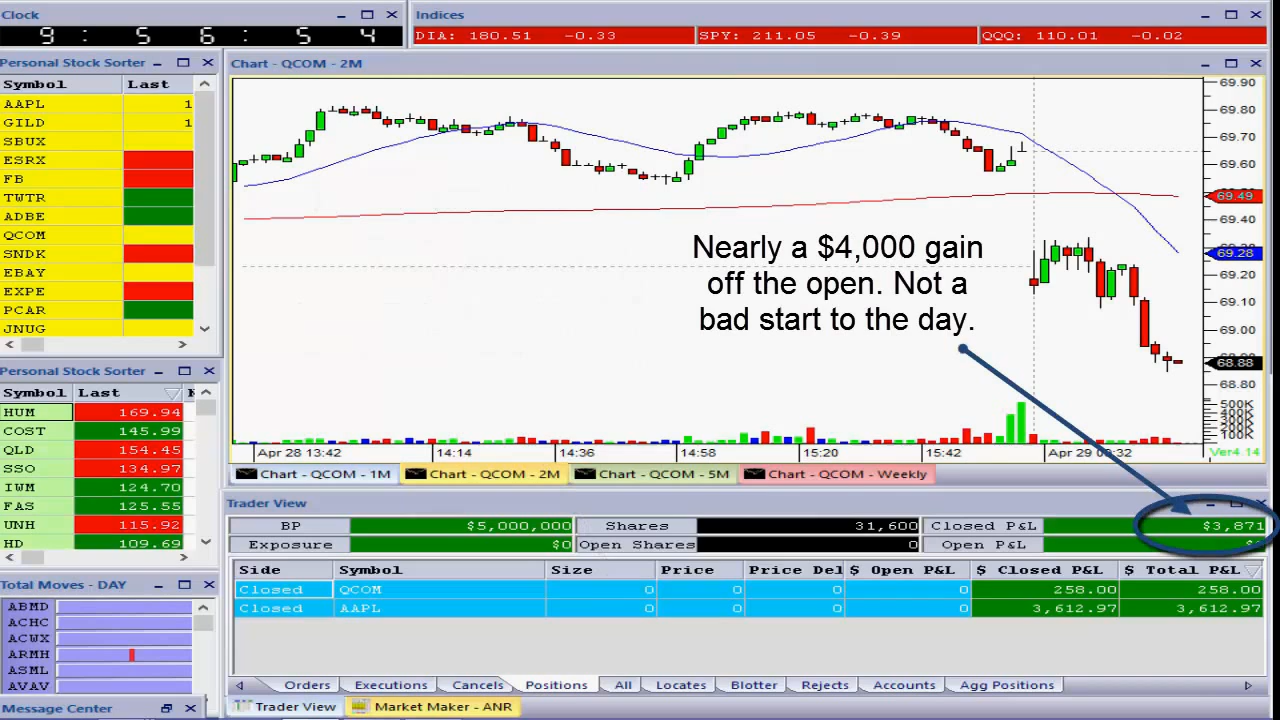 Clock
9 : 5 6 : 5 4
Indices
DIA: 180.51 -0.33 SPY: 211.05 -0.39 QQQ: 110.01 -0.02
Personal Stock Sorter
Symbol Last
AAPL 1
GILD 1
SBUX
ESRX
FB
TWTR
ADBE
QCOM
SNDK
EBAY
EXPE
PCAR
JNUG
Personal Stock Sorter
Symbol Last
HUM 169.94
COST 145.99
QLD 154.45
SSO 134.97
IWM 124.70
FAS 125.55
UNH 115.92
HD 109.69
Total Moves - DAY
ABMD
ACHC
ACWX
ARMH
ASML
AVAV
Message Center
Chart - QCOM - 2M
69.90
69.80
69.70
69.60
69.49
69.40
69.28
69.20
69.10
69.00
68.88
68.80
500K
400K
300K
200K
100K
Nearly a $4,000 gain
off the open. Not a
bad start to the day.
Apr 28 13:42 14:14 14:36 14:58 15:20 15:42 Apr 29 09:32 Ver4.14
Chart - QCOM - 1M Chart - QCOM - 2M Chart - QCOM - 5M Chart - QCOM - Weekly
Trader View
BP $5,000,000 Shares 31,600 Closed P&L $3,871
Exposure $0 Open Shares 0 Open P&L
Side Symbol Size Price Price Del $ Open P&L $ Closed P&L $ Total P&L
Closed QCOM 0 0 0 0 258.00 258.00
Closed AAPL 0 0 0 0 3,612.97 3,612.97
Orders Executions Cancels Positions All Locates Blotter Rejects Accounts Agg Positions
Trader View Market Maker - ANR